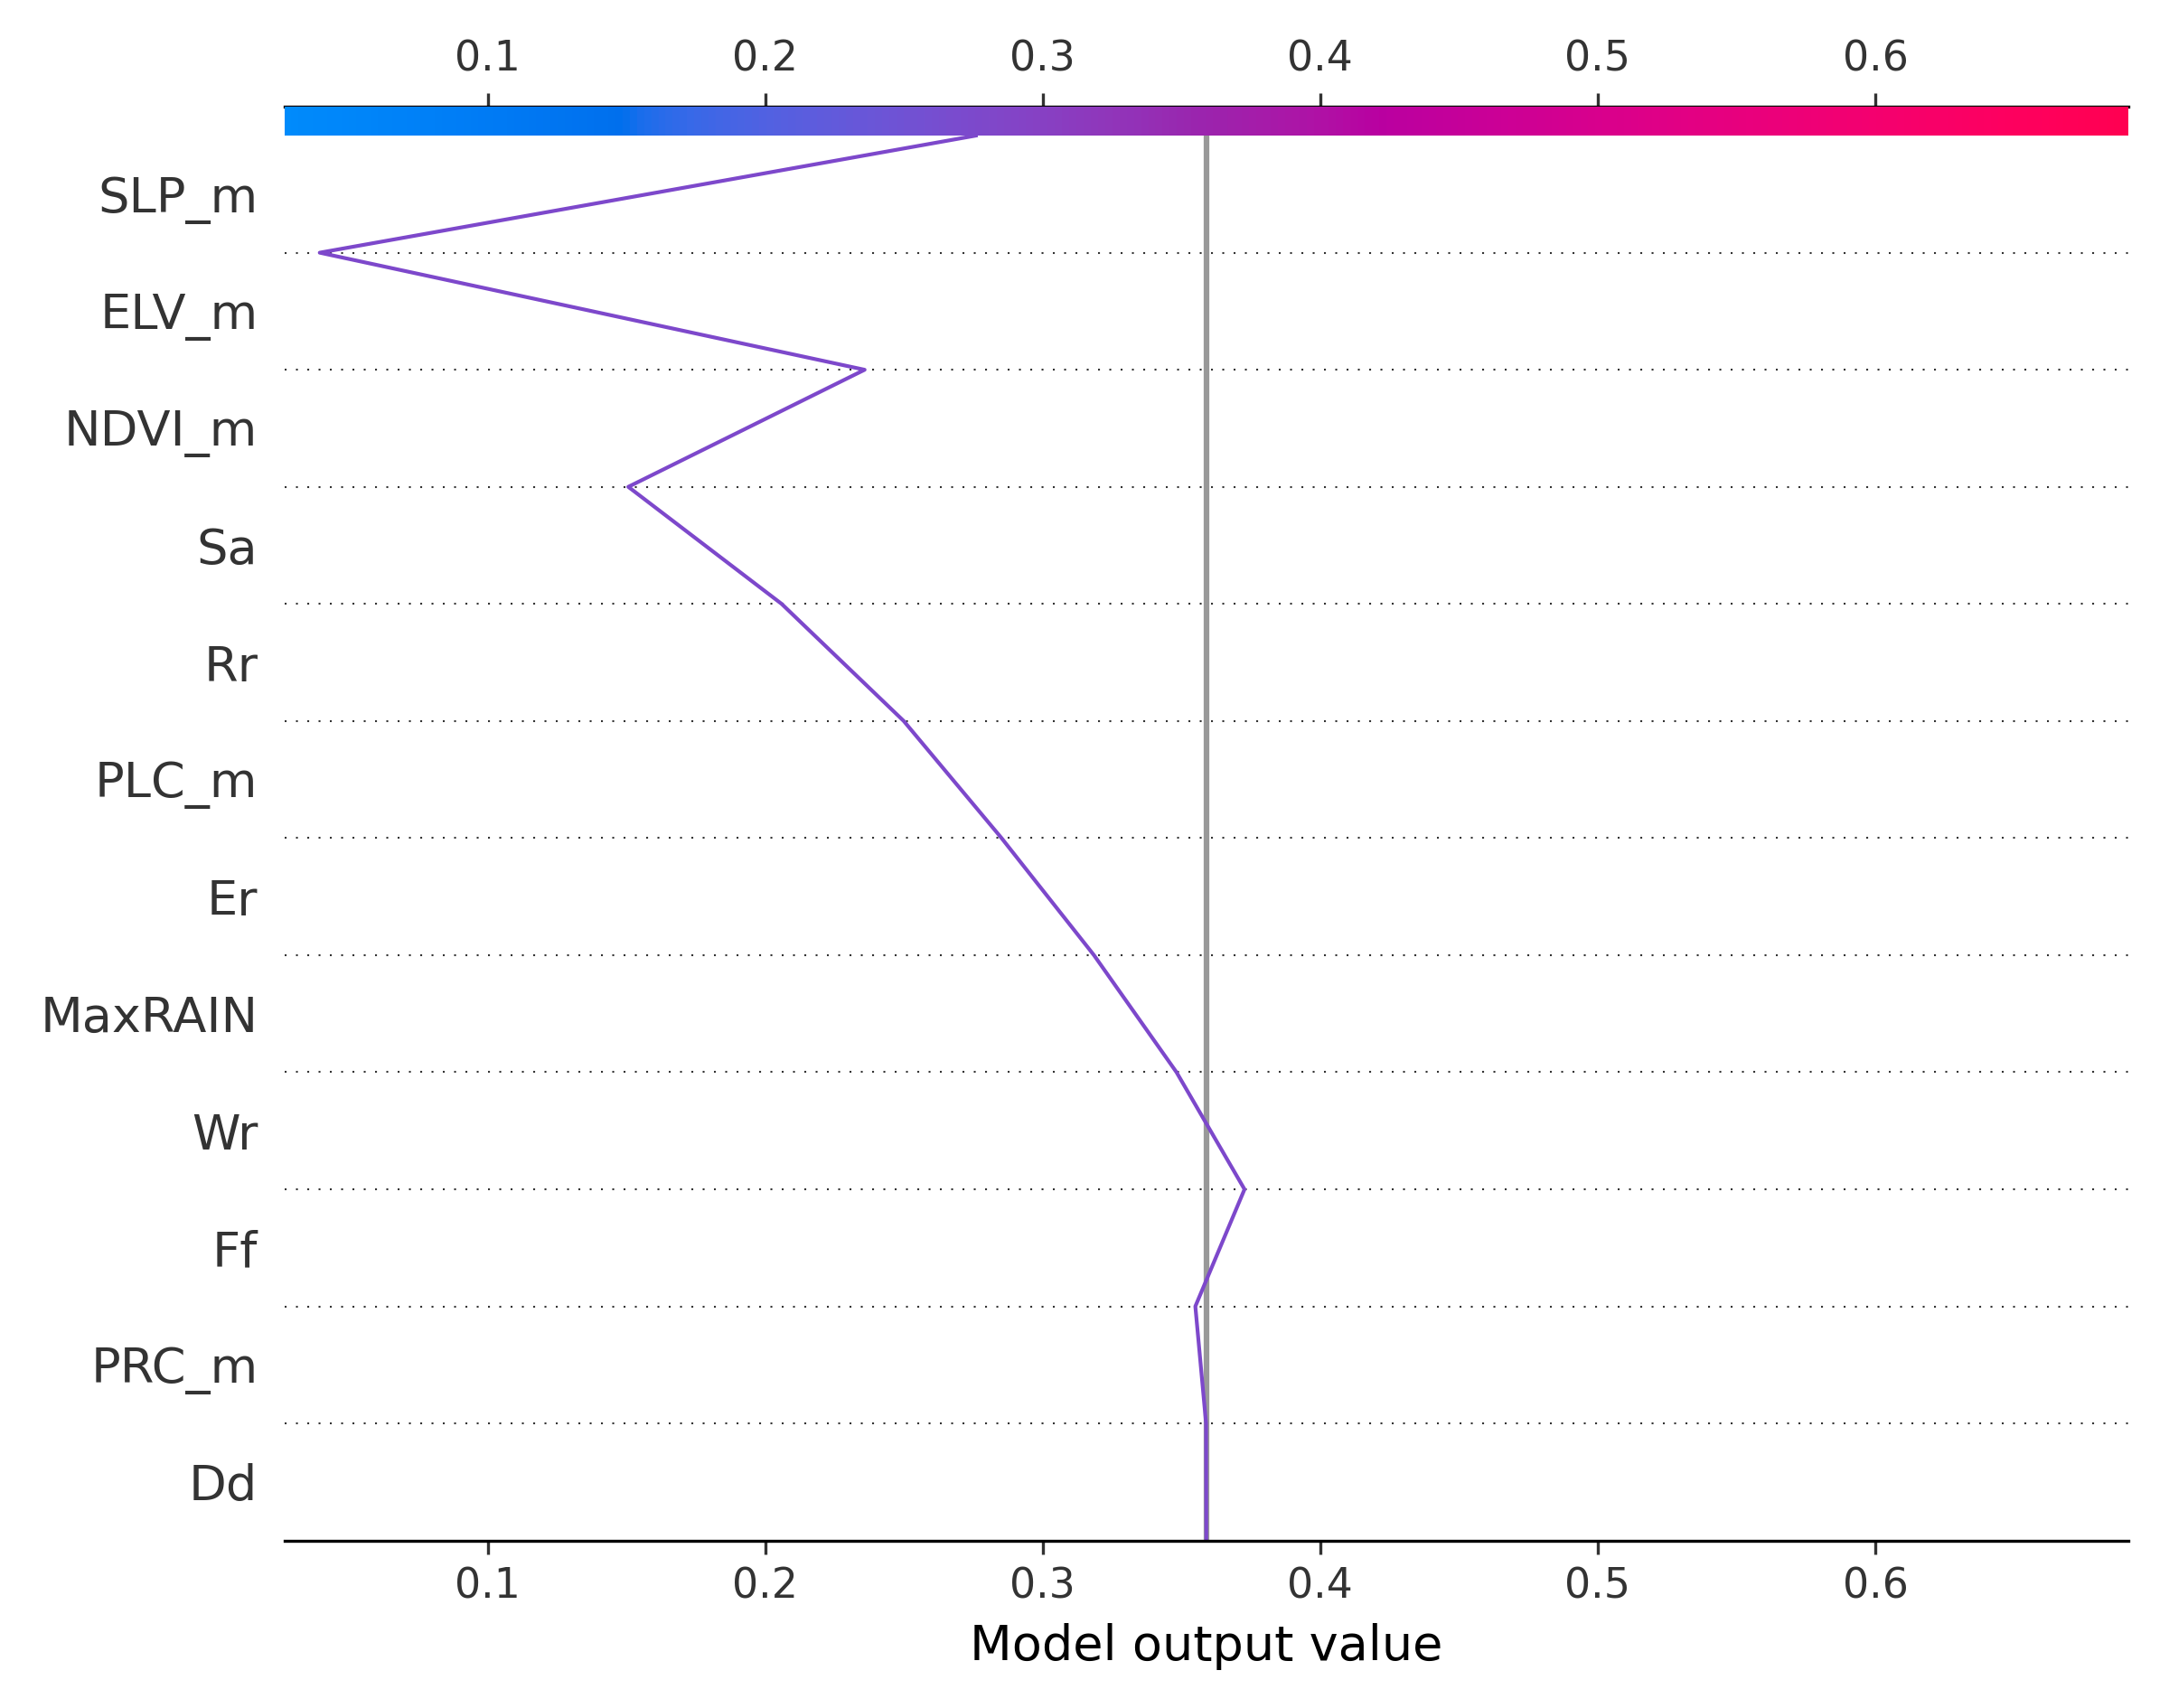 0.1 0.2 0.3 0.4 0.5 0.6
SLP_m
ELV_m
NDVI_m
Sa
Rr
PLC_m
Er
MaxRAIN
Wr
Ff
PRC_m
Dd
0.1 0.2 0.3 0.4 0.5 0.6
Model output value